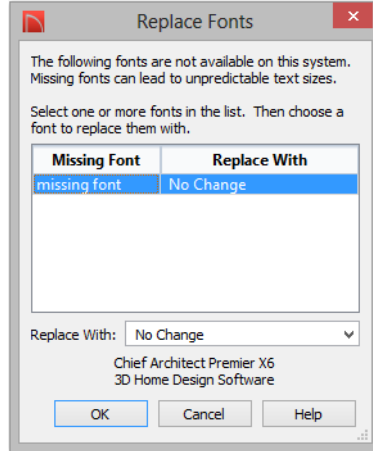 Replace Fonts
The following fonts are not available on this system.
Missing fonts can lead to unpredictable text sizes.
Select one or more fonts in the list. Then choose a
font to replace them with.
Missing Font Replace With
missing font No Change
Replace With: No Change
Chief Architect Premier X6
3D Home Design Software
OK Cancel Help